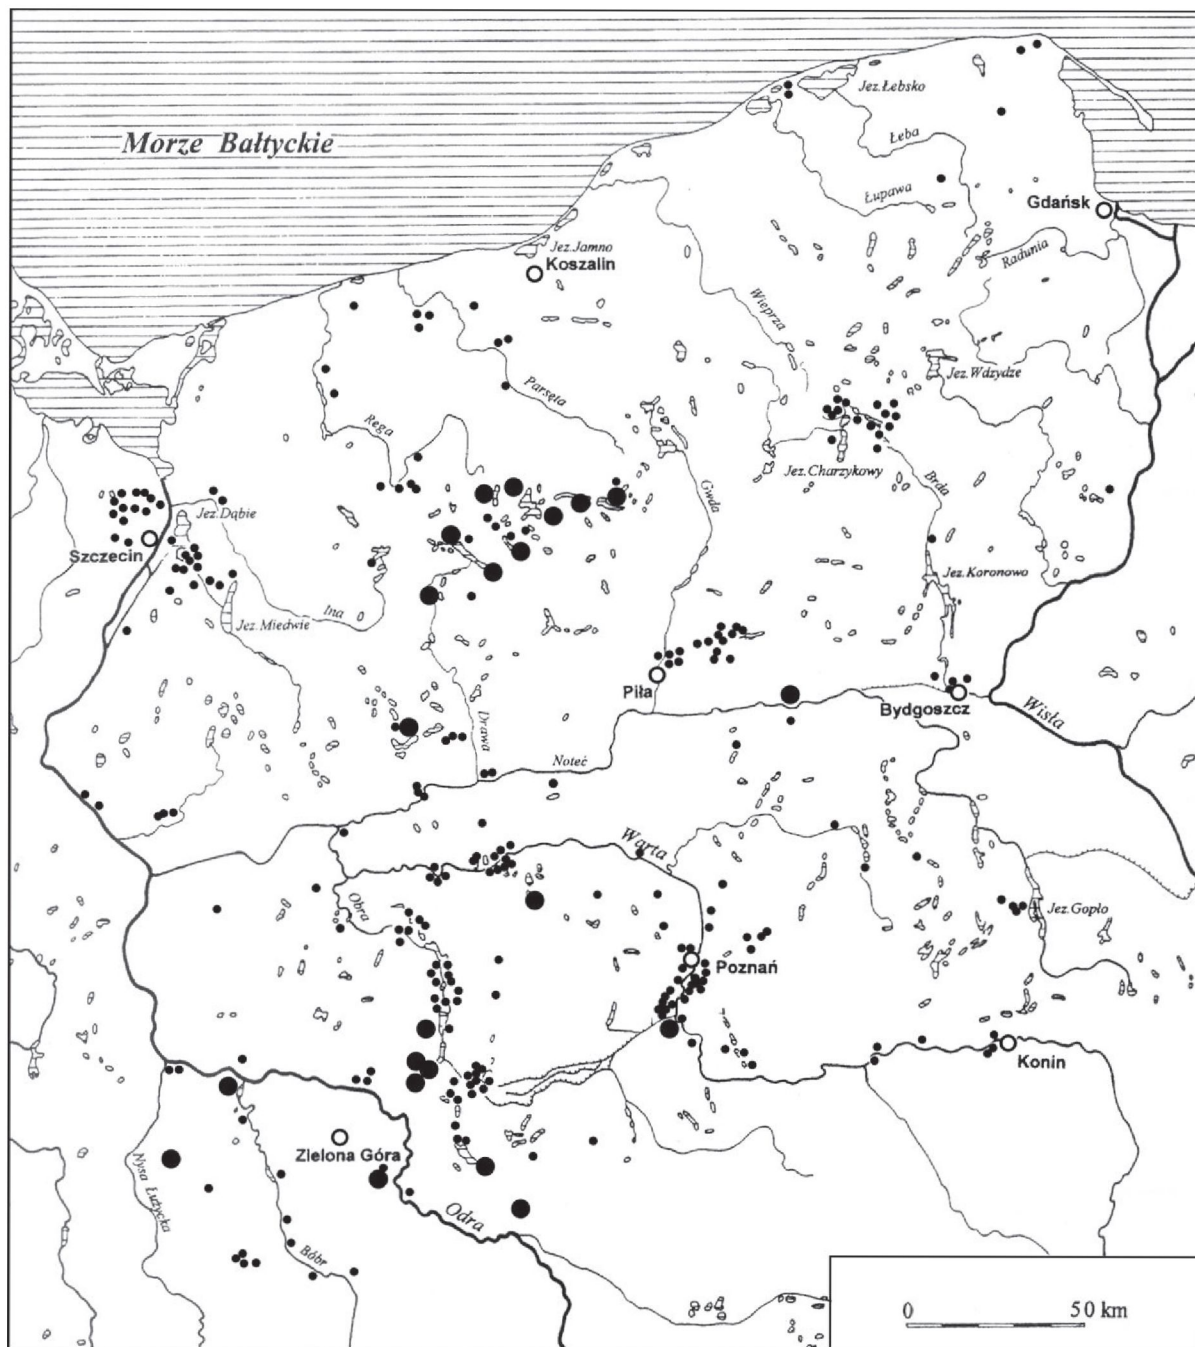 Morze Bałtyckie
Jez.Łebsko
Łeba
Łupawa
Gdańsk
Radunia
Jez.Jamno
Koszalin
Wieprza
Jez.Wdzydze
Parsęta
Rega
Jez.Charzykowy
Gwda
Brda
Jez.Dąbie
Szczecin
Jez.Koronowo
Ina
Jez.Miedwie
Piła
Bydgoszcz
Wisła
Drawa
Noteć
Warta
Obra
Jez.Gopło
Poznań
Konin
Zielona Góra
Nysa Łużycka
Odra
Bóbr
0 50 km